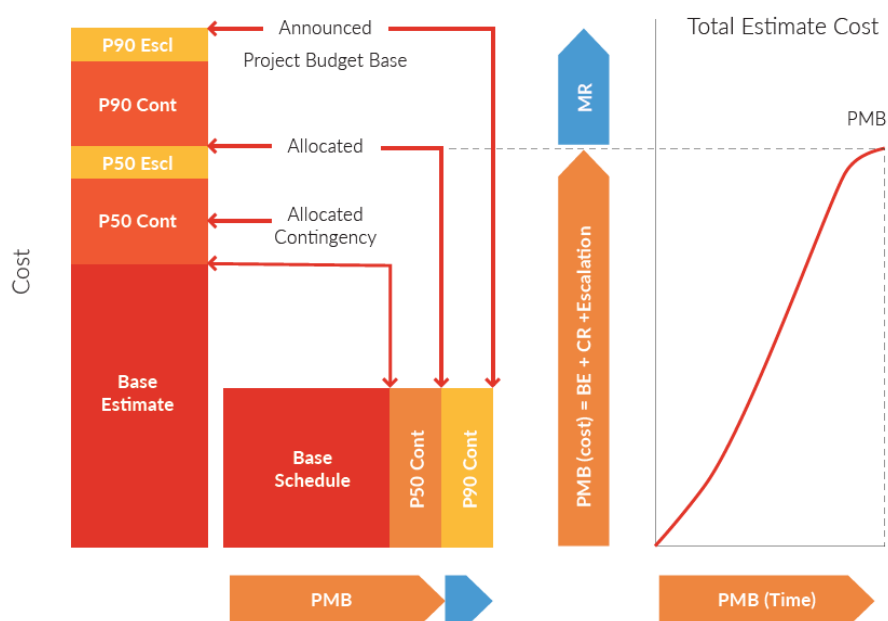 P90 Escl
P90 Cont
P50 Escl
P50 Cont
Base
Estimate
Cost
Announced
Project Budget Base
Allocated
Allocated
Contingency
Base
Schedule
P50 Cont
P90 Cont
PMB
MR
PMB (cost) = BE + CR +Escalation
Total Estimate Cost
PMB
PMB (Time)